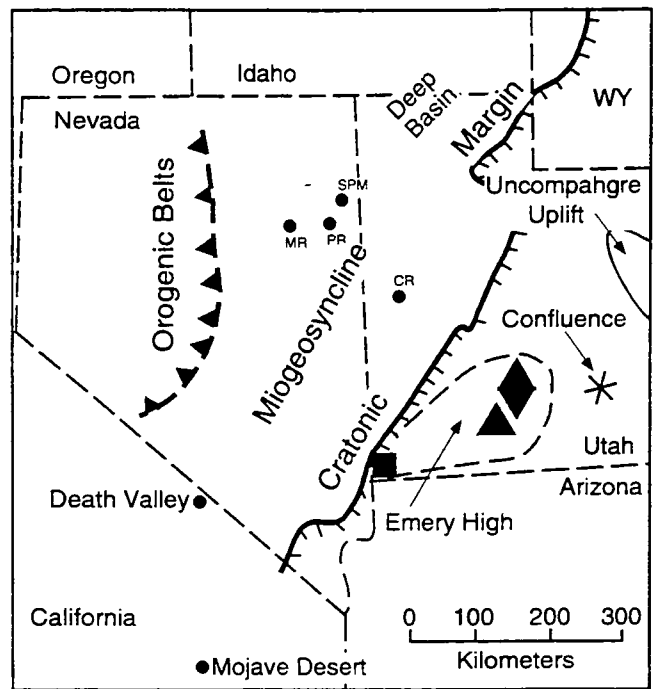 Oregon
Idaho
Nevada
Deep
Basin
Margin
WY
Uncompahgre
Uplift
Orogenic Belts
SPM
MR
PR
CR
Miogeosyncline
Confluence
Cratonic
Utah
Arizona
Death Valley
Emery High
California
0 100 200 300
Kilometers
Mojave Desert